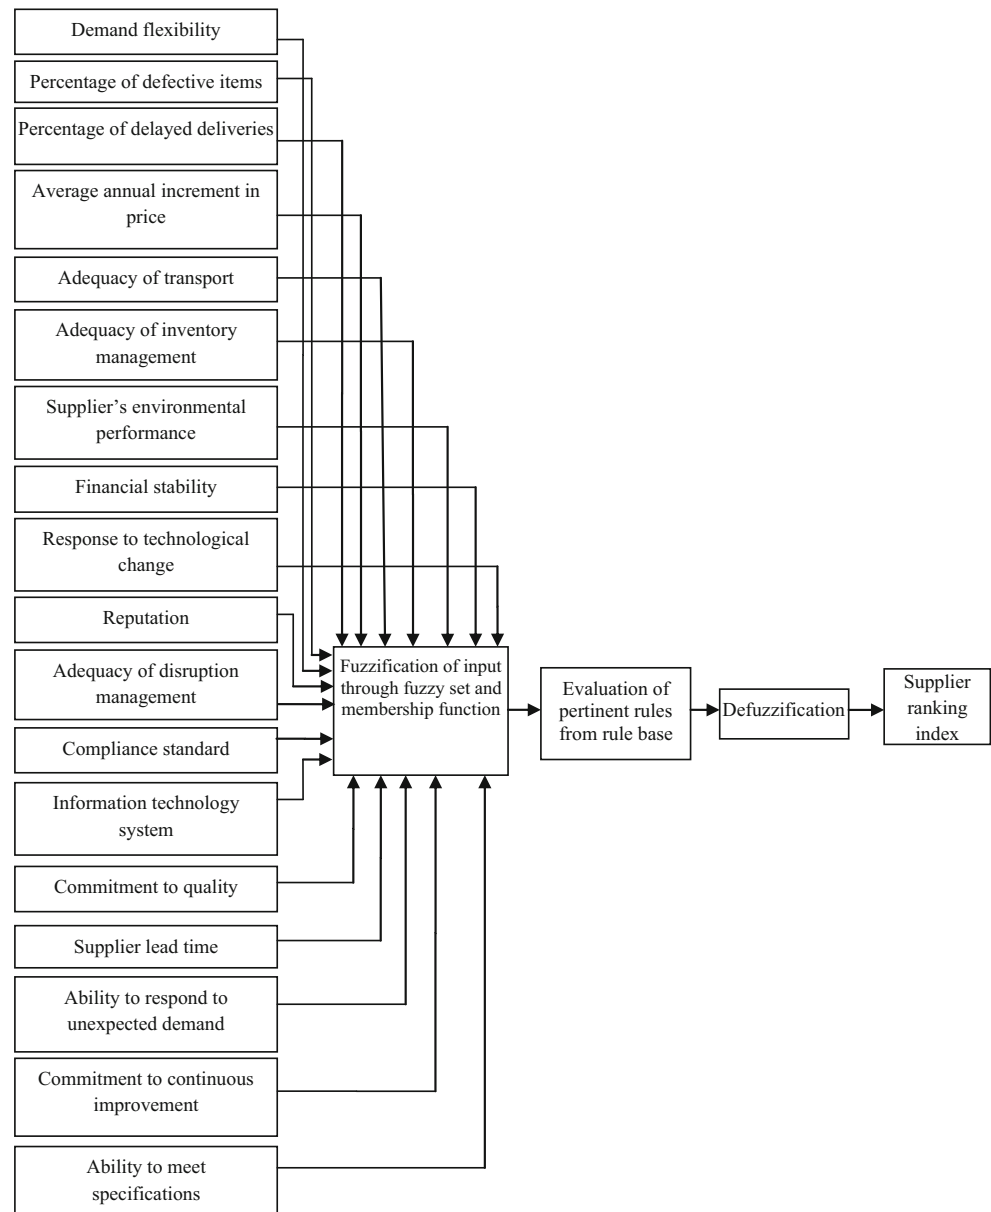 Demand flexibility
Percentage of defective items
Percentage of delayed deliveries
Average annual increment in
price
Adequacy of transport
Adequacy of inventory
management
Supplier’s environmental
performance
Financial stability
Response to technological
change
Reputation
Adequacy of disruption
management
Compliance standard
Information technology
system
Commitment to quality
Supplier lead time
Ability to respond to
unexpected demand
Commitment to continuous
improvement
Ability to meet
specifications
Fuzzification of input
through fuzzy set and
membership function
Evaluation of
pertinent rules
from rule base
Defuzzification
Supplier
ranking
index